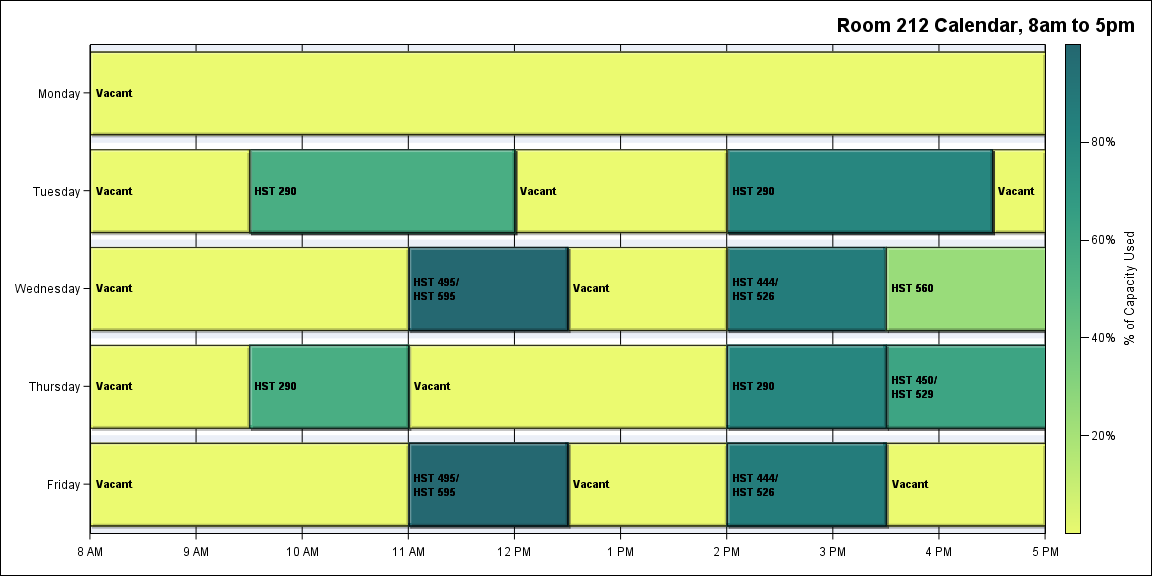 Room 212 Calendar, 8am to 5pm
Monday
Vacant
Tuesday
Vacant
HST 290
Vacant
HST 290
Vacant
Wednesday
Vacant
HST 495/
HST 595
Vacant
HST 444/
HST 526
HST 560
Thursday
Vacant
HST 290
Vacant
HST 290
HST 450/
HST 529
Friday
Vacant
HST 495/
HST 595
Vacant
HST 444/
HST 526
Vacant
8 AM
9 AM
10 AM
11 AM
12 PM
1 PM
2 PM
3 PM
4 PM
5 PM
80%
60%
40%
20%
% of Capacity Used